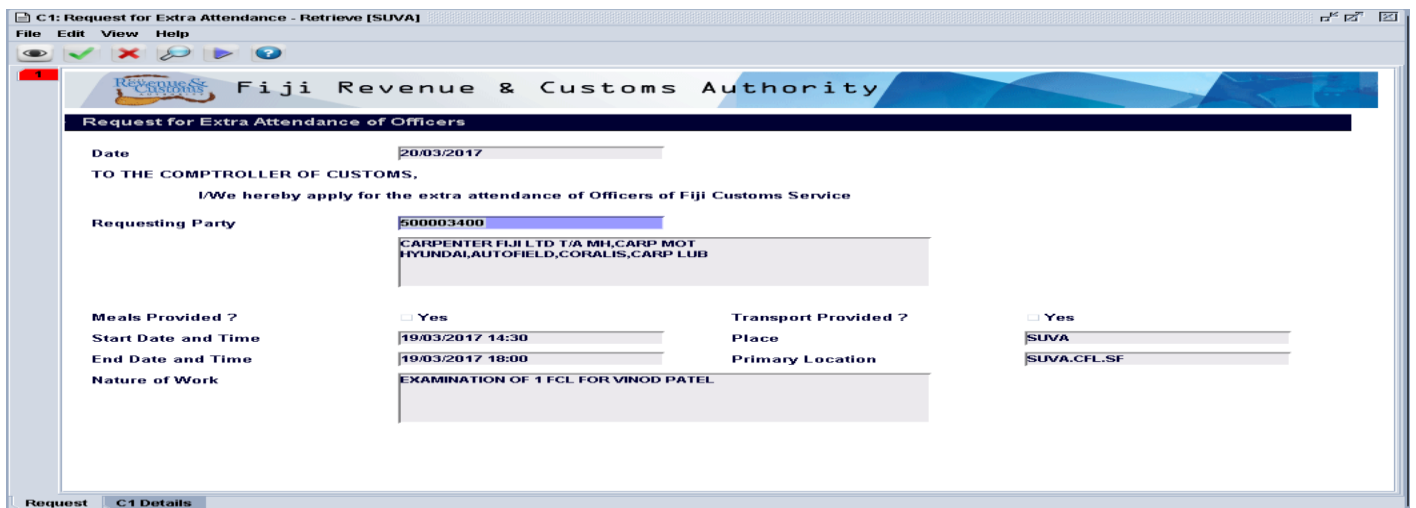 C1: Request for Extra Attendance - Retrieve [SUVA]
File Edit View Help
1
Revenue & Customs Fiji Revenue & Customs Authority
Request for Extra Attendance of Officers
Date 20/03/2017
TO THE COMPTROLLER OF CUSTOMS,
I/We hereby apply for the extra attendance of Officers of Fiji Customs Service
Requesting Party 500003400
CARPENTER FIJI LTD T/A MH,CARP MOT
HYUNDAI,AUTOFIELD,CORALIS,CARP LUB
Meals Provided ? Yes Transport Provided ? Yes
Start Date and Time 19/03/2017 14:30 Place SUVA
End Date and Time 19/03/2017 18:00 Primary Location SUVA.CFL.SF
Nature of Work EXAMINATION OF 1 FCL FOR VINOD PATEL
Request C1 Details